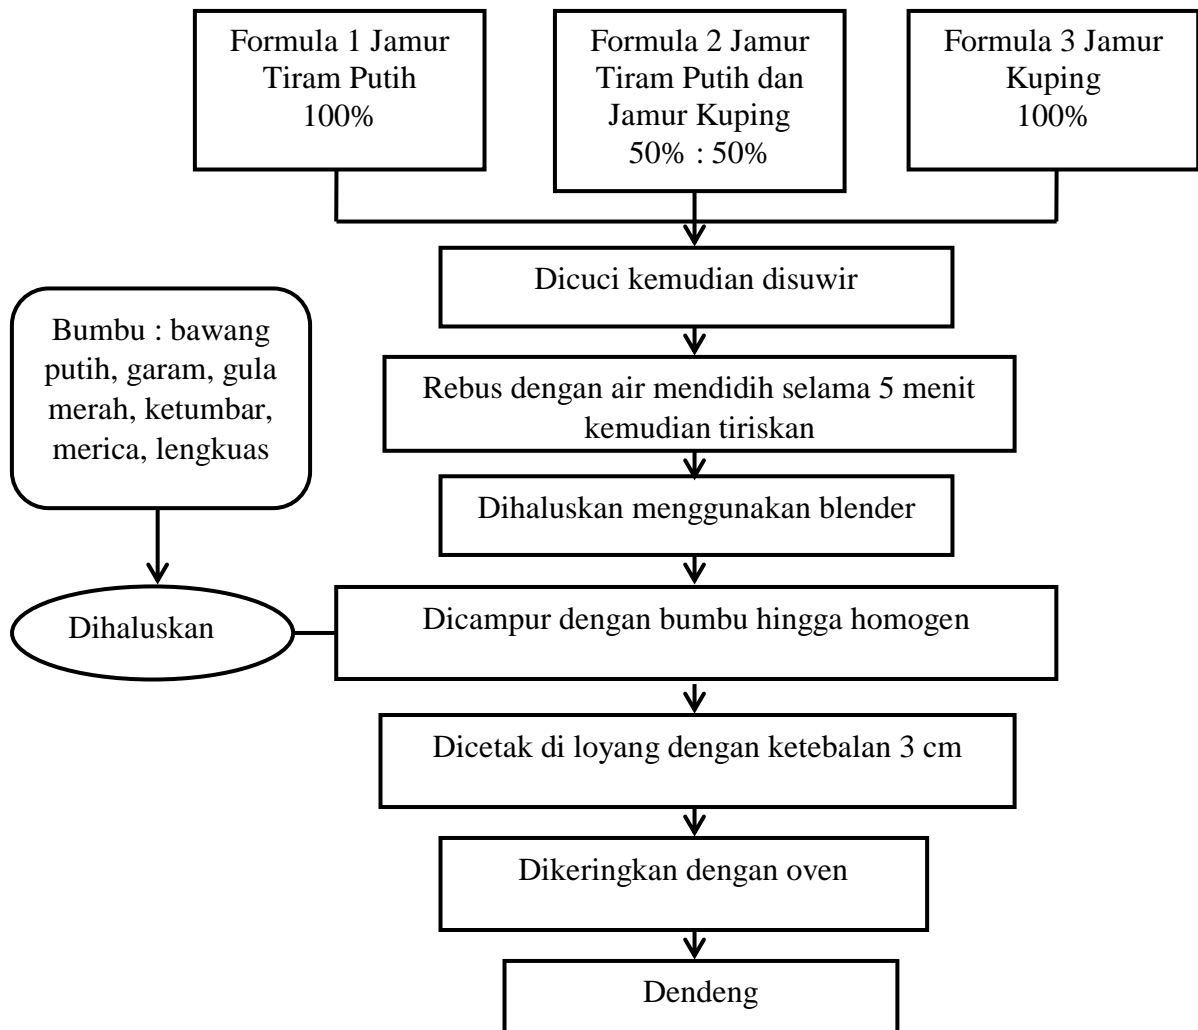 Formula 1 Jamur
Tiram Putih
100%
Formula 2 Jamur
Tiram Putih dan
Jamur Kuping
50% : 50%
Formula 3 Jamur
Kuping
100%
Dicuci kemudian disuwir
Bumbu : bawang
putih, garam, gula
merah, ketumbar,
merica, lengkuas
Rebus dengan air mendidih selama 5 menit
kemudian tiriskan
Dihaluskan menggunakan blender
Dihaluskan
Dicampur dengan bumbu hingga homogen
Dicetak di loyang dengan ketebalan 3 cm
Dikeringkan dengan oven
Dendeng